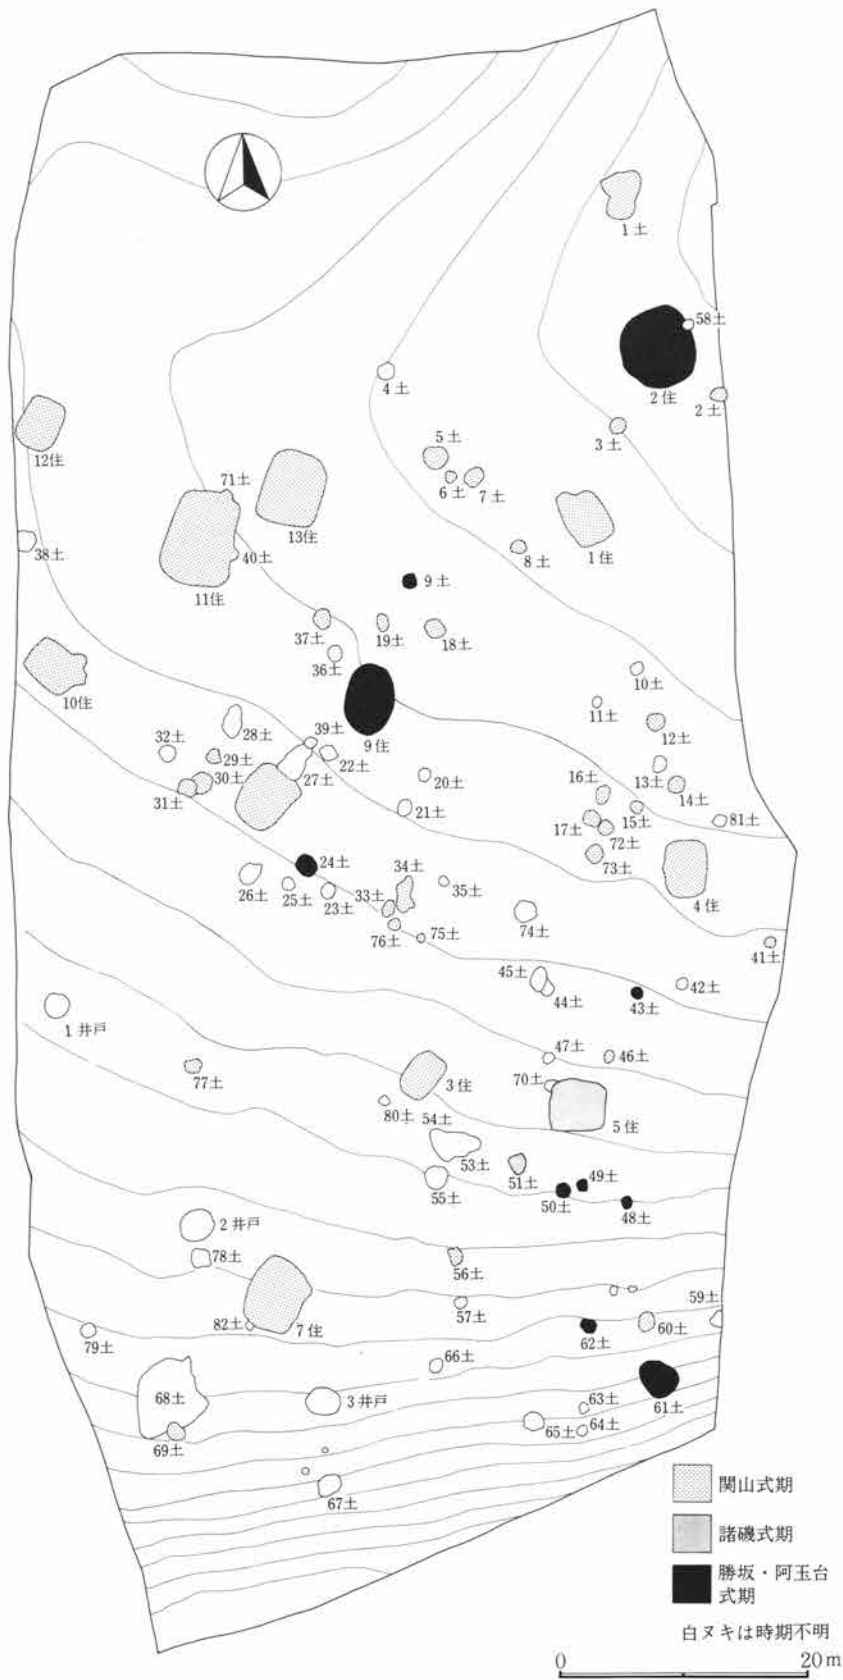 1土
58土
2住
2土
4土
3土
5土
6土
7土
12住
71土
13住
1住
38土
40土
8土
11住
9土
37土
19土
18土
36土
10土
10住
11土
28土
39土
9住
12土
32土
29土
22土
27土
20土
13土
30土
16土
14土
31土
21土
15土
81土
17土
72土
24土
34土
73土
26土
25土
23土
33土
35土
4住
76土
75土
74土
41土
45土
44土
42土
43土
1井戸
47土
46土
77土
3住
70土
80土
54土
5住
53土
51土
49土
55土
50土
48土
2井戸
78土
56土
59土
57土
82土
7住
60土
79土
62土
66土
68土
3井戸
63土
61土
69土
65土
64土
67土
関山式期
諸磯式期
勝坂・阿玉台
式期
白ヌキは時期不明
0 20m